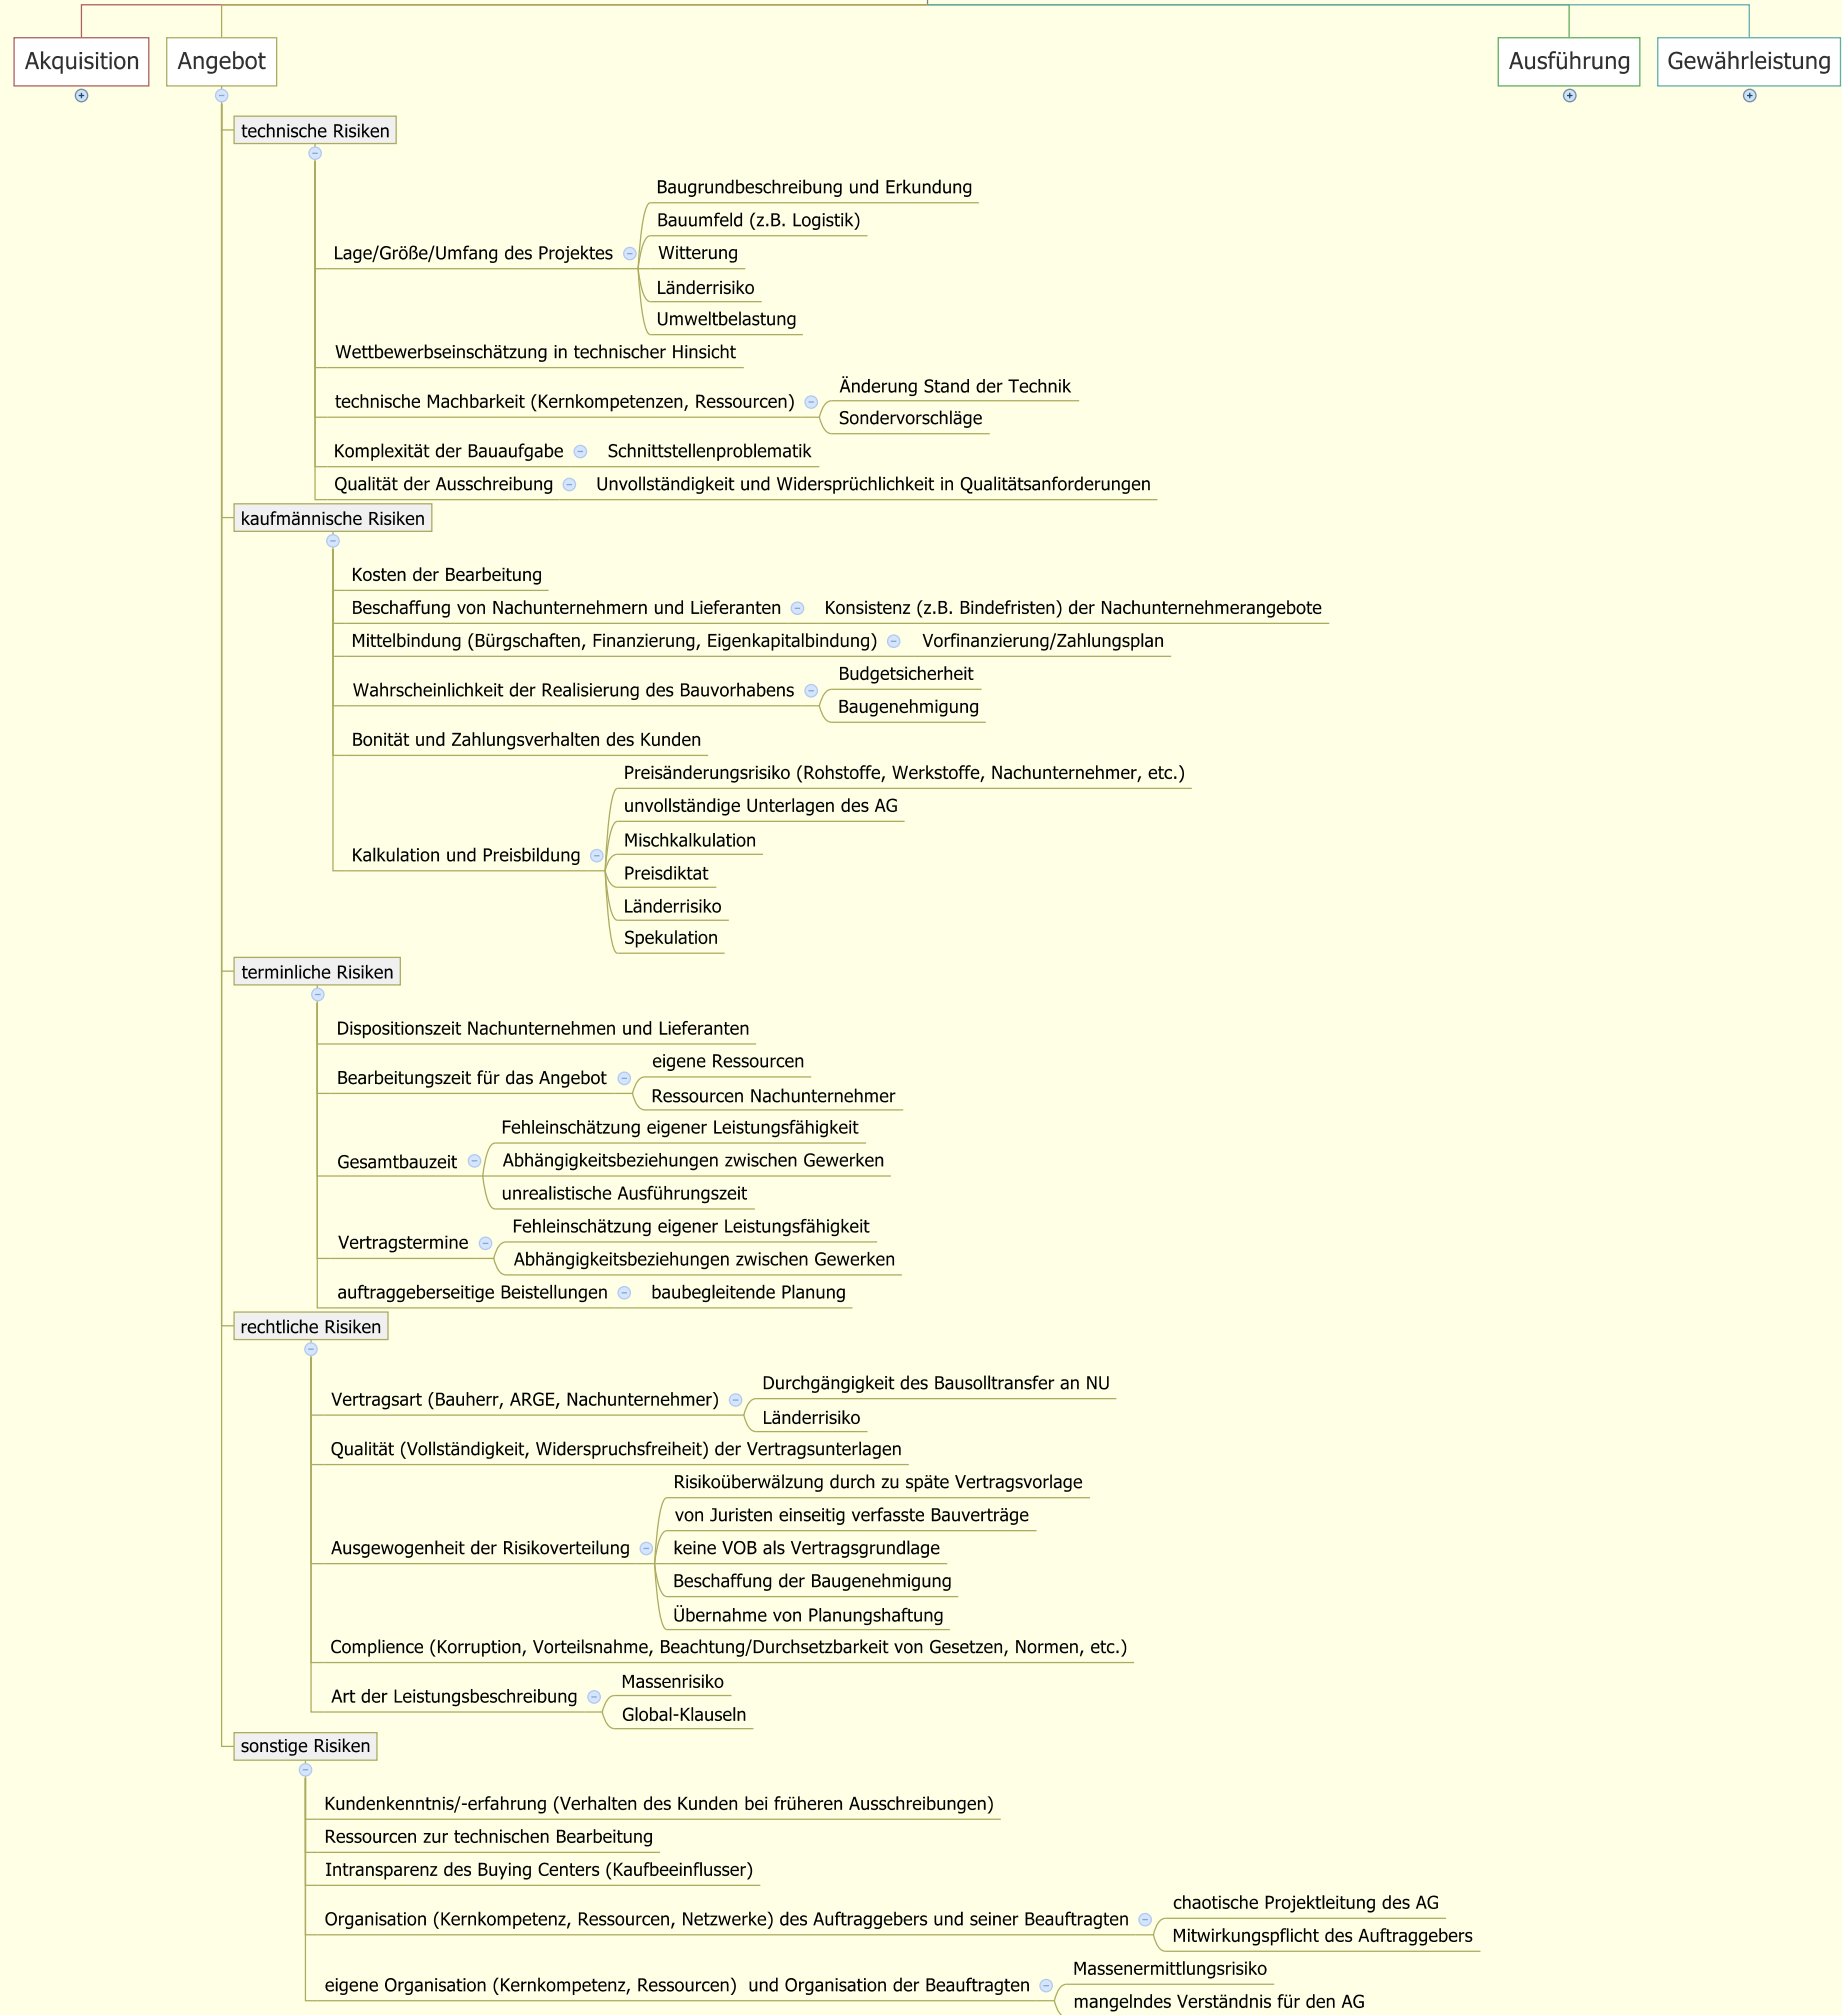 Akquisition
Angebot
Ausführung
Gewährleistung
technische Risiken
Lage/Größe/Umfang des Projektes
Baugrundbeschreibung und Erkundung
Bauumfeld (z.B. Logistik)
Witterung
Länderrisiko
Umweltbelastung
Wettbewerbseinschätzung in technischer Hinsicht
technische Machbarkeit (Kernkompetenzen, Ressourcen)
Änderung Stand der Technik
Sondervorschläge
Komplexität der Bauaufgabe
Schnittstellenproblematik
Qualität der Ausschreibung
Unvollständigkeit und Widersprüchlichkeit in Qualitätsanforderungen
kaufmännische Risiken
Kosten der Bearbeitung
Beschaffung von Nachunternehmern und Lieferanten
Konsistenz (z.B. Bindefristen) der Nachunternehmerangebote
Mittelbindung (Bürgschaften, Finanzierung, Eigenkapitalbindung)
Vorfinanzierung/Zahlungsplan
Wahrscheinlichkeit der Realisierung des Bauvorhabens
Budgetsicherheit
Baugenehmigung
Bonität und Zahlungsverhalten des Kunden
Kalkulation und Preisbildung
Preisänderungsrisiko (Rohstoffe, Werkstoffe, Nachunternehmer, etc.)
unvollständige Unterlagen des AG
Mischkalkulation
Preisdiktat
Länderrisiko
Spekulation
terminliche Risiken
Dispositionszeit Nachunternehmen und Lieferanten
Bearbeitungszeit für das Angebot
eigene Ressourcen
Ressourcen Nachunternehmer
Gesamtbauzeit
Fehleinschätzung eigener Leistungsfähigkeit
Abhängigkeitsbeziehungen zwischen Gewerken
unrealistische Ausführungszeit
Vertragstermine
Fehleinschätzung eigener Leistungsfähigkeit
Abhängigkeitsbeziehungen zwischen Gewerken
auftraggeberseitige Beistellungen
baubegleitende Planung
rechtliche Risiken
Vertragsart (Bauherr, ARGE, Nachunternehmer)
Durchgängigkeit des Bausolltransfer an NU
Länderrisiko
Qualität (Vollständigkeit, Widerspruchsfreiheit) der Vertragsunterlagen
Ausgewogenheit der Risikoverteilung
Risikoüberwälzung durch zu späte Vertragsvorlage
von Juristen einseitig verfasste Bauverträge
keine VOB als Vertragsgrundlage
Beschaffung der Baugenehmigung
Übernahme von Planungshaftung
Complience (Korruption, Vorteilsnahme, Beachtung/Durchsetzbarkeit von Gesetzen, Normen, etc.)
Art der Leistungsbeschreibung
Massenrisiko
Global-Klauseln
sonstige Risiken
Kundenkenntnis/-erfahrung (Verhalten des Kunden bei früheren Ausschreibungen)
Ressourcen zur technischen Bearbeitung
Intransparenz des Buying Centers (Kaufbeeinflusser)
Organisation (Kernkompetenz, Ressourcen, Netzwerke) des Auftraggebers und seiner Beauftragten
chaotische Projektleitung des AG
Mitwirkungspflicht des Auftraggebers
eigene Organisation (Kernkompetenz, Ressourcen)  und Organisation der Beauftragten
Massenermittlungsrisiko
mangelndes Verständnis für den AG